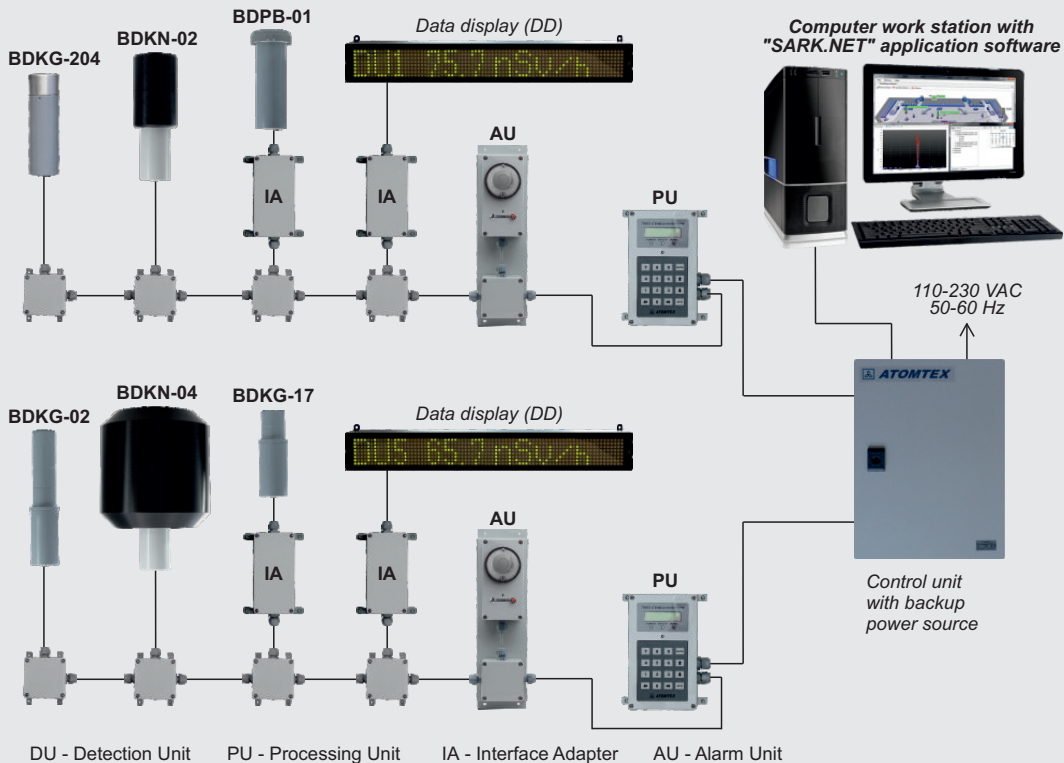 BDPB-01
Data display (DD)
Computer work station with
"SARK.NET" application software
BDKN-02
BDKG-204
DU1 75.7 nSv/h
AU
IA
IA
PU
110-230 VAC
50-60 Hz
ATOMTEX
ATOMTEX
BDKN-04
BDKG-02
BDKG-17
Data display (DD)
DU5 65.7 nSv/h
AU
IA
IA
PU
Control unit
with backup
power source
ATOMTEX
DU - Detection Unit
PU - Processing Unit
IA - Interface Adapter
AU - Alarm Unit